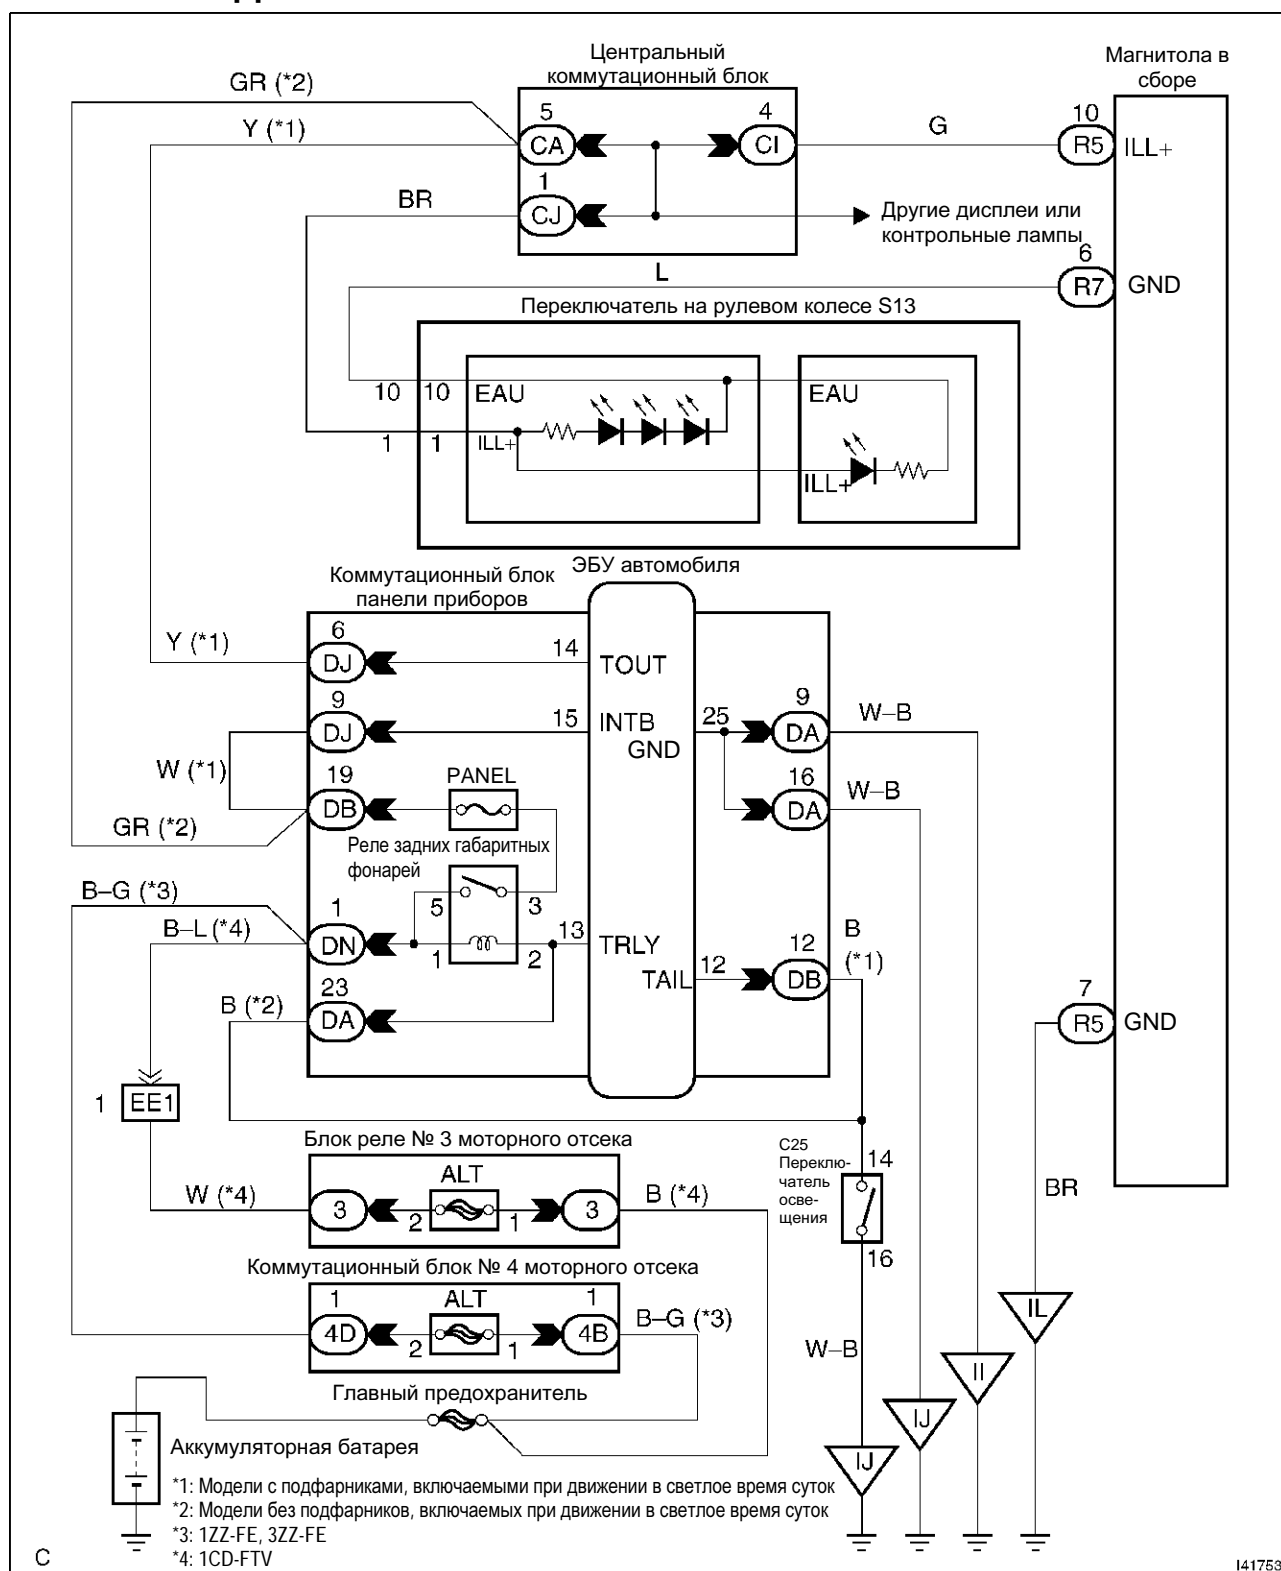 Центральный
коммутационный блок
Магнитола в
сборе
GR (*2)
5
4
10
Y (*1)
G
CA
CI
R5
ILL+
1
BR
CJ
Другие дисплеи или
контрольные лампы
L
6
R7
GND
Переключатель на рулевом колесе S13
10
10
EAU
EAU
1
1
ILL+
ILL+
ЭБУ автомобиля
Коммутационный блок
панели приборов
Y (*1)
6
14
DJ
TOUT
9
15
INTB
25
9
W–B
DJ
GND
DA
W (*1)
19
PANEL
16
W–B
DB
DA
GR (*2)
Реле задних габаритных
фонарей
B–G (*3)
1
5
3
B–L (*4)
13
TRLY
12
B
(*1)
DN
1
2
TAIL
12
DB
23
B (*2)
DA
7
R5
GND
1
EE1
Блок реле № 3 моторного отсека
C25
Переклю-
чатель
осве-
щения
14
ALT
W (*4)
3
2
1
3
B (*4)
BR
16
Коммутационный блок № 4 моторного отсека
1
ALT
1
B–G (*3)
4D
2
1
4B
IL
W–B
II
Главный предохранитель
IJ
Аккумуляторная батарея
IJ
*1: Модели с подфарниками, включаемыми при движении в светлое время суток
*2: Модели без подфарников, включаемых при движении в светлое время суток
*3: 1ZZ-FE, 3ZZ-FE
*4: 1CD-FTV
C
I41753